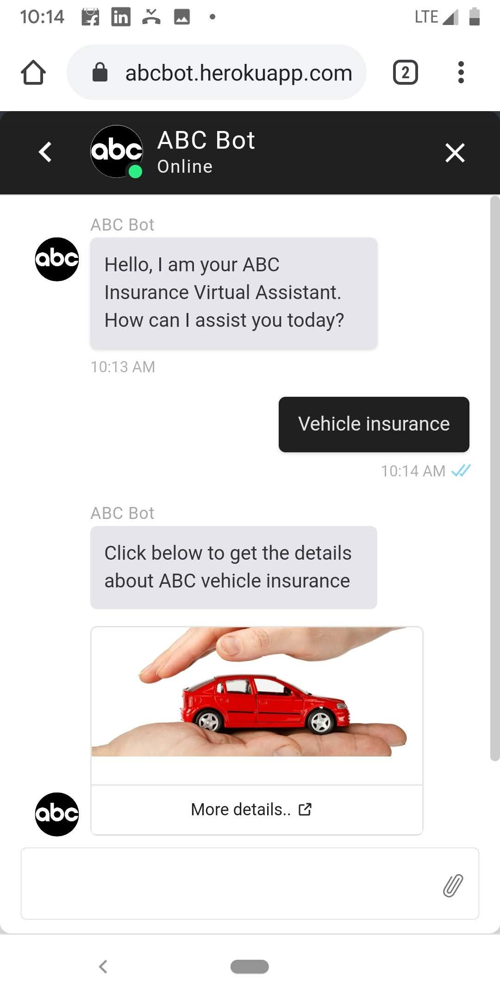 10:14
in
LTE
abcbot.herokuapp.com
2
abc
ABC Bot
Online
ABC Bot
abc
Hello, I am your ABC
Insurance Virtual Assistant.
How can I assist you today?
10:13 AM
Vehicle insurance
10:14 AM
ABC Bot
Click below to get the details
about ABC vehicle insurance
More details..
abc